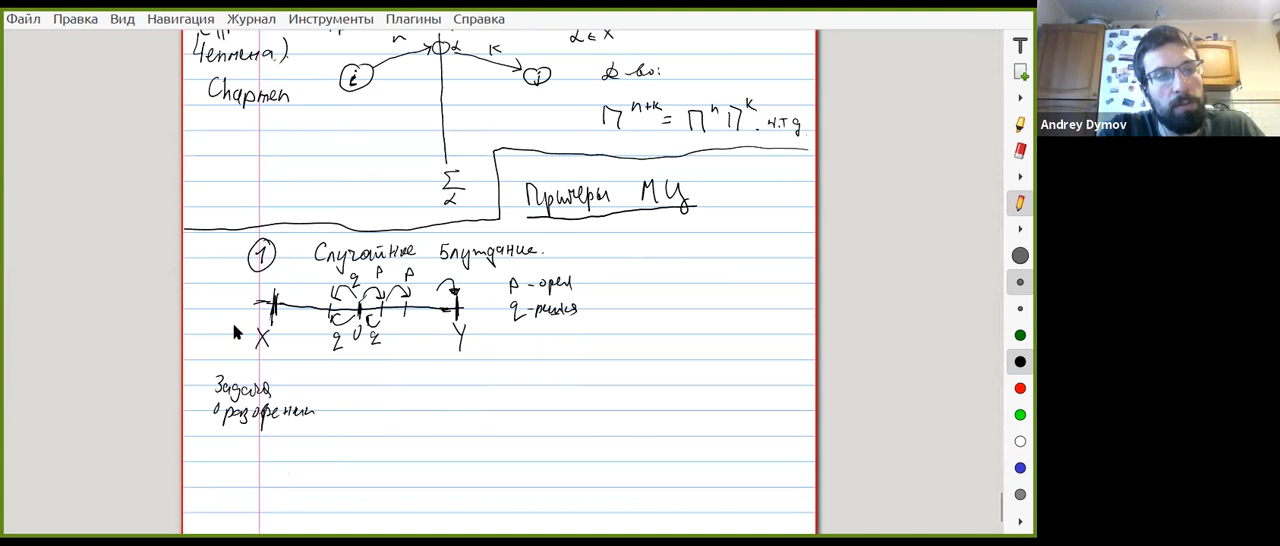 Файл Правка Вид Навигация Журнал Инструменты Плагины Справка
Чепмена.)
Chapmen
n
α
k
α ∈ X
i
j
Д-во:
Π^{n+k} = Π^n Π^k. ч.т.д.
Σ
α
Примеры МЦ
1 Случайное Блуждание.
q p p
p - орел
q - решка
X q 0 q Y
Задача
о разорении
Andrey Dymov
T